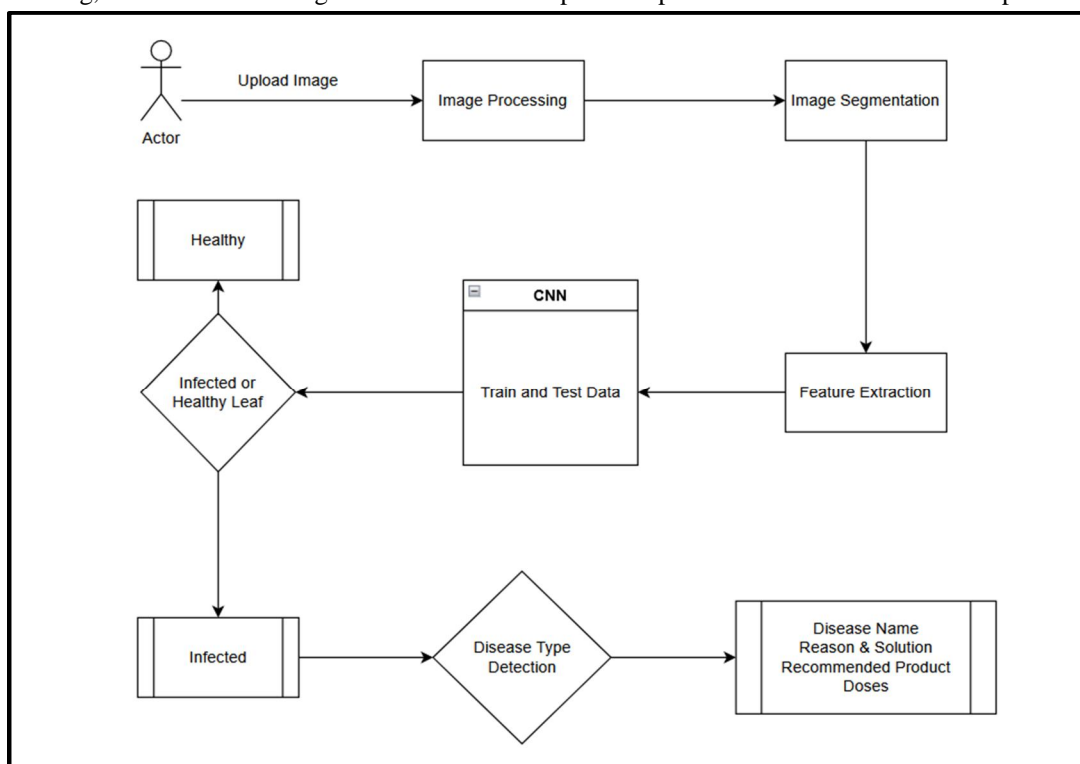 Upload Image
Actor
Image Processing
Image Segmentation
Healthy
CNN
Infected or
Healthy Leaf
Train and Test Data
Feature Extraction
Infected
Disease Type
Detection
Disease Name
Reason & Solution
Recommended Product
Doses